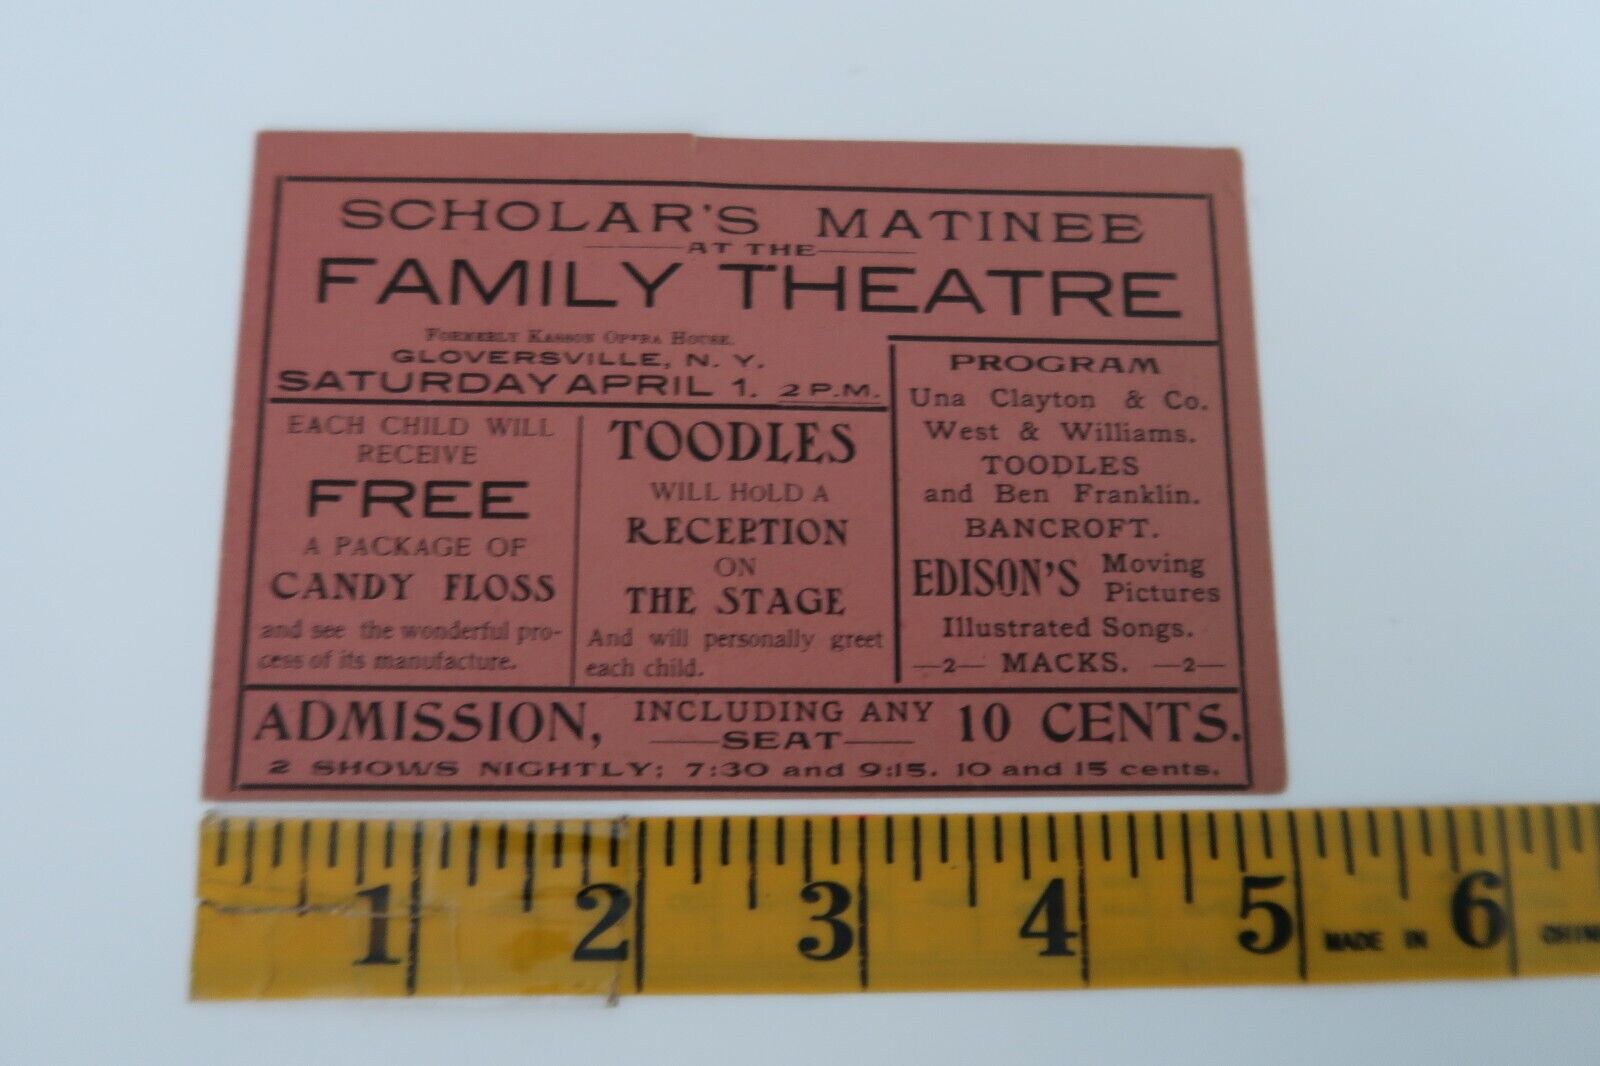 SCHOLAR'S MATINEE
AT THE
FAMILY THEATRE
FORMERLY KASSON OPERA HOUSE.
GLOVERSVILLE, N. Y.
SATURDAY APRIL 1. 2 P.M.
EACH CHILD WILL
RECEIVE
FREE
A PACKAGE OF
CANDY FLOSS
and see the wonderful pro-
cess of its manufacture.
TOODLES
WILL HOLD A
RECEPTION
ON
THE STAGE
And will personally greet
each child.
PROGRAM
Una Clayton & Co.
West & Williams.
TOODLES
and Ben Franklin.
BANCROFT.
EDISON'S Moving
Pictures
Illustrated Songs.
—2— MACKS. —2—
ADMISSION, INCLUDING ANY
SEAT 10 CENTS.
2 SHOWS NIGHTLY; 7:30 and 9:15. 10 and 15 cents.
1 2 3 4 5 MADE IN 6